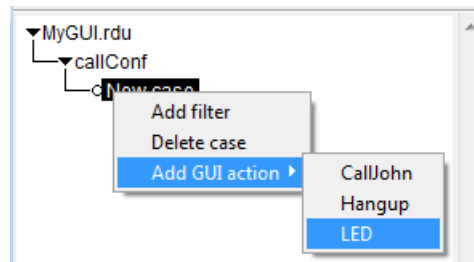 MyGUI.rdu
callConf
New case
Add filter
Delete case
Add GUI action
CallJohn
Hangup
LED